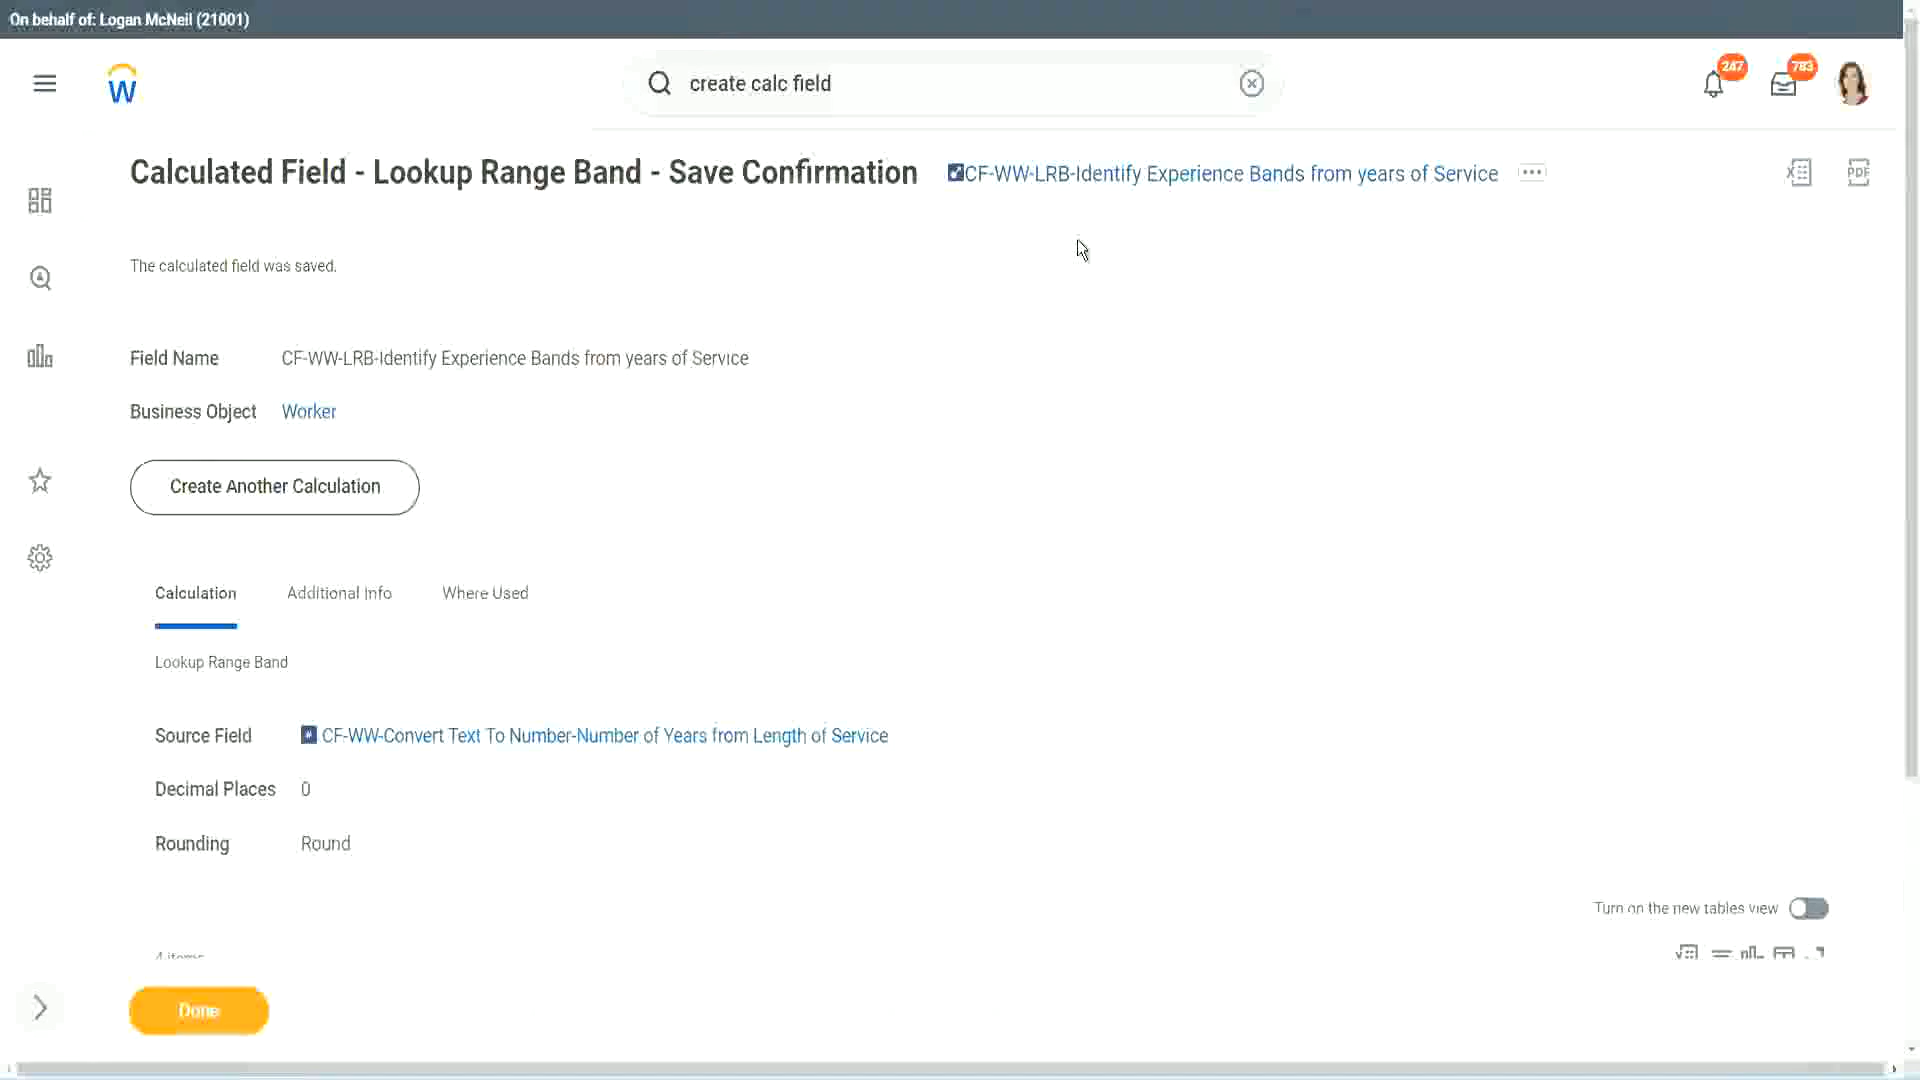 On behalf of: Logan McNeil (21001)
create calc field
247
783
Calculated Field - Lookup Range Band - Save Confirmation CF-WW-LRB-Identify Experience Bands from years of Service
PDF
The calculated field was saved.
Field Name CF-WW-LRB-Identify Experience Bands from years of Service
Business Object Worker
Create Another Calculation
Calculation Additional Info Where Used
Lookup Range Band
Source Field CF-WW-Convert Text To Number-Number of Years from Length of Service
Decimal Places 0
Rounding Round
Turn on the new tables view
4 items
Done